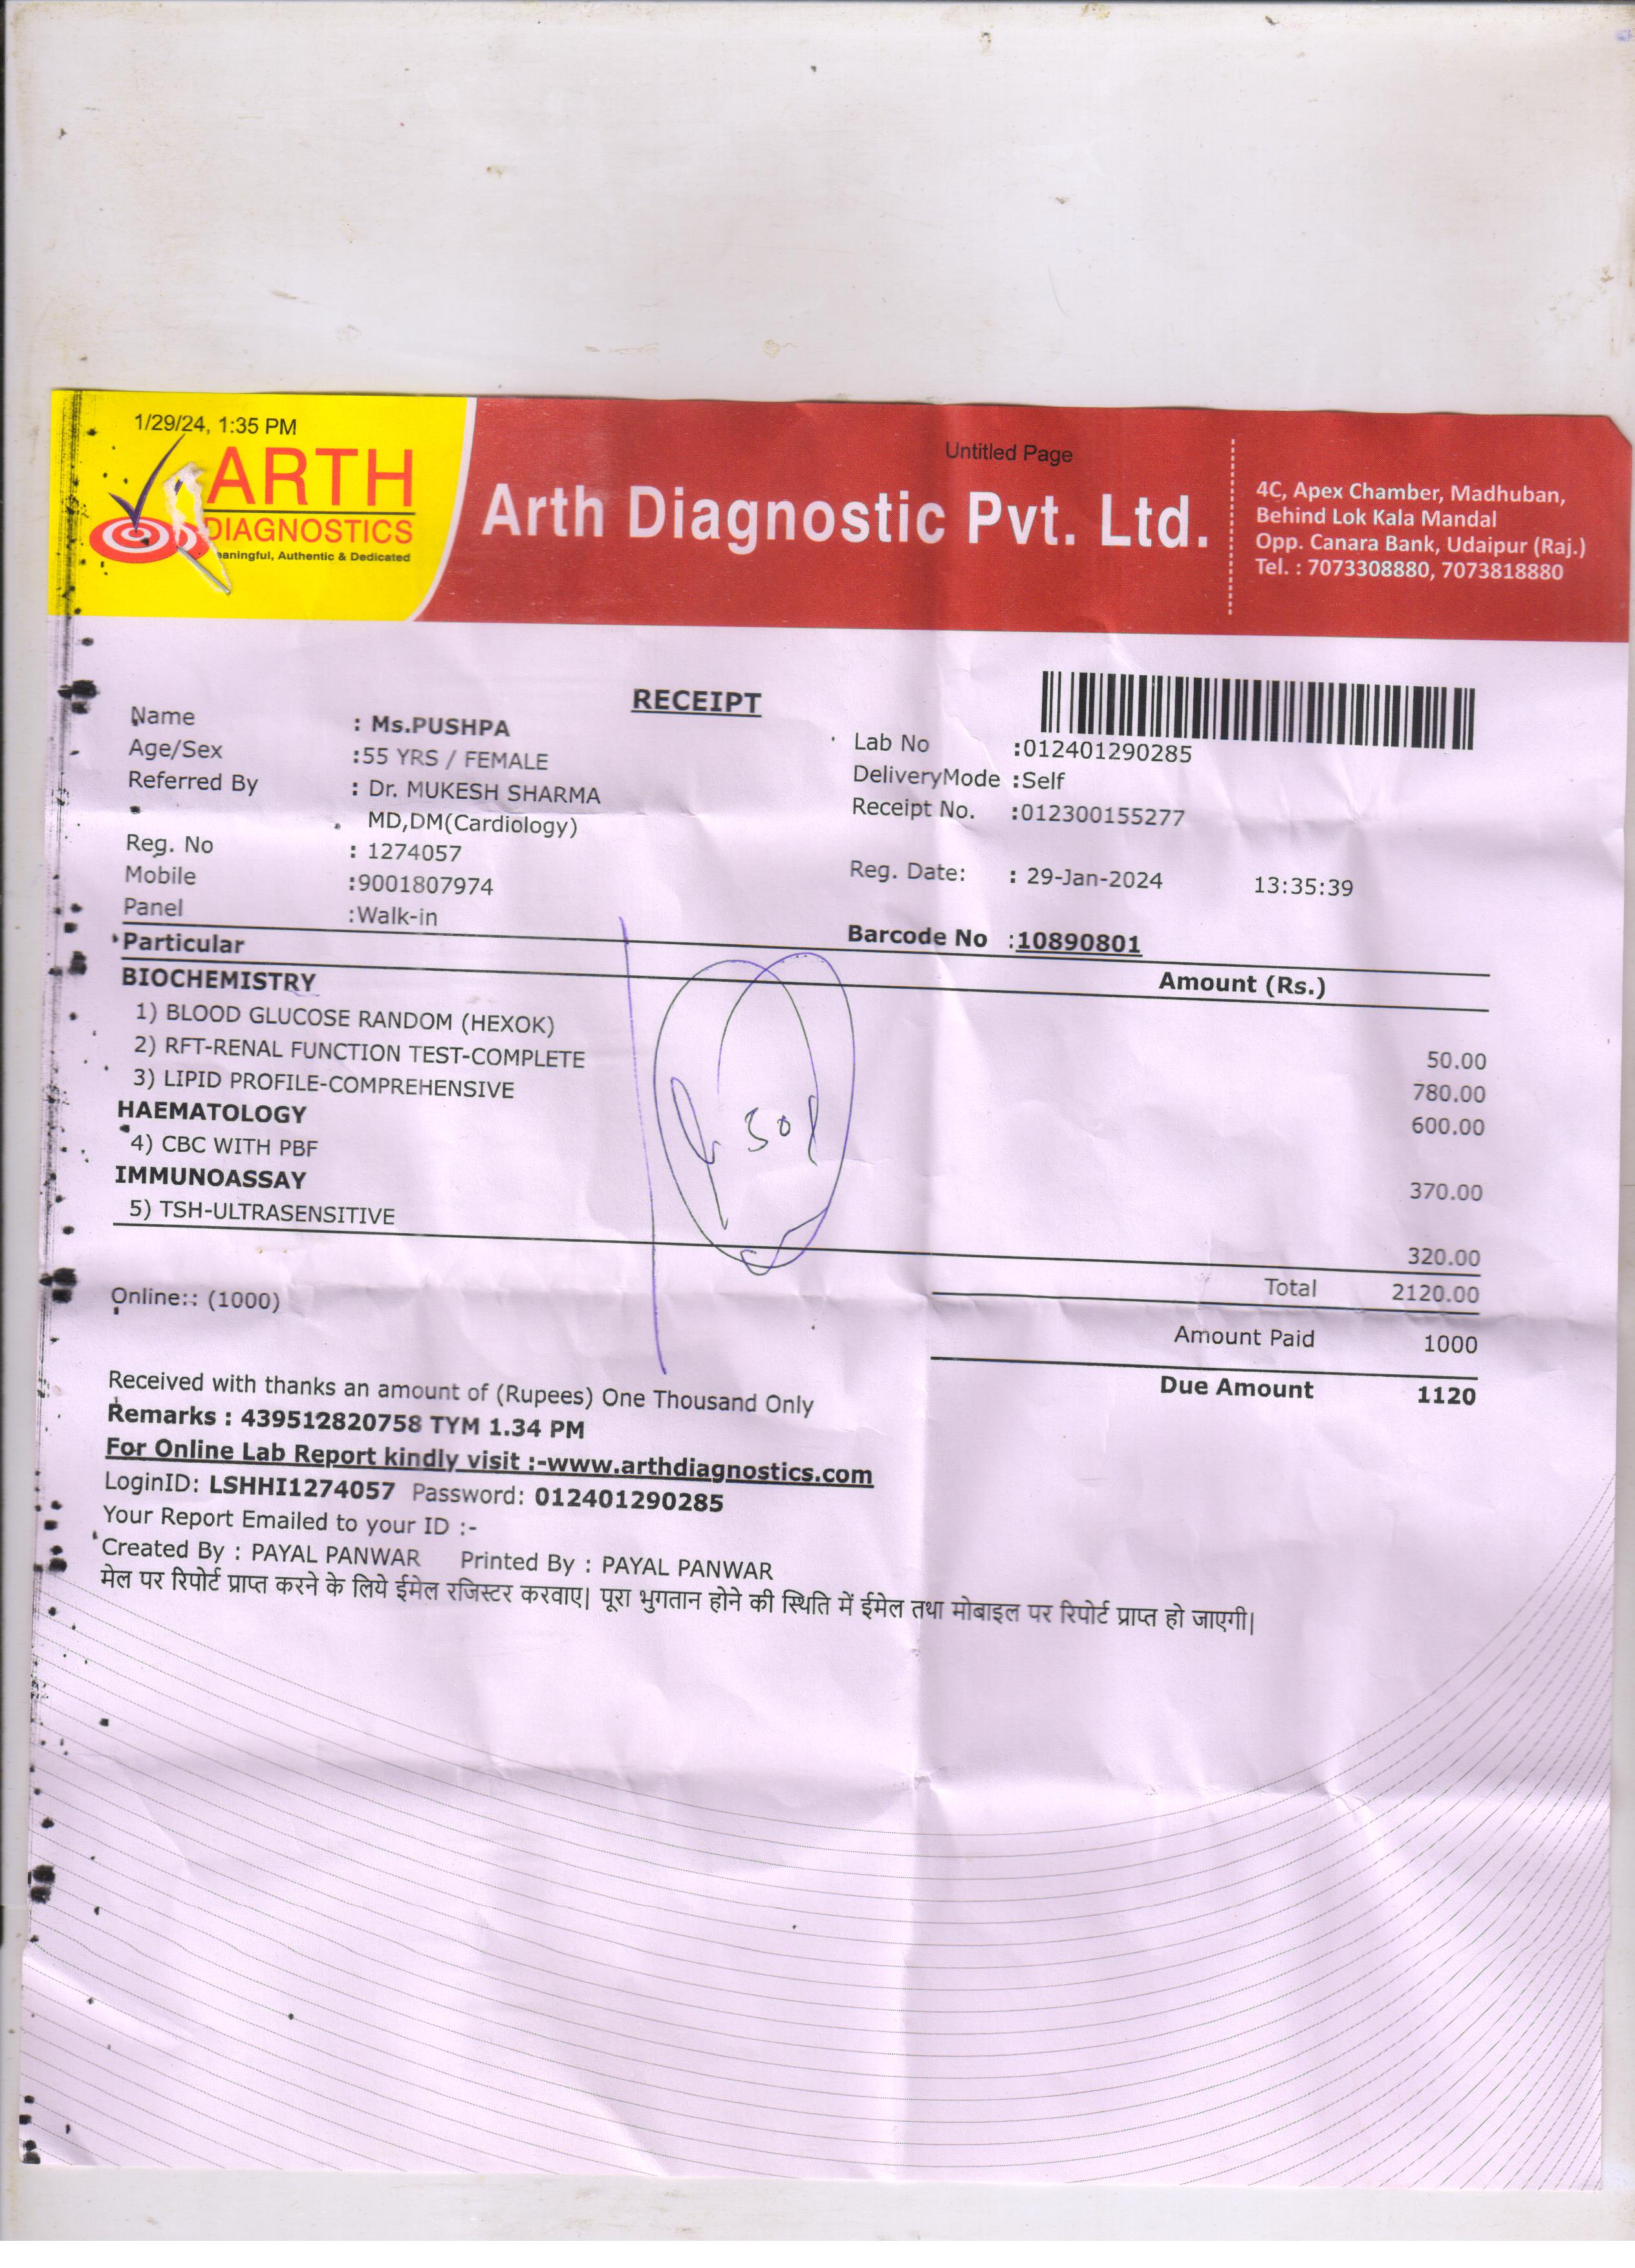 1/29/24, 1:35 PM
Untitled Page
ARTH
DIAGNOSTICS
eaningful, Authentic & Dedicated
Arth Diagnostic Pvt. Ltd.
4C, Apex Chamber, Madhuban,
Behind Lok Kala Mandal
Opp. Canara Bank, Udaipur (Raj.)
Tel. : 7073308880, 7073818880
RECEIPT
Name : Ms.PUSHPA
Age/Sex :55 YRS / FEMALE
Referred By : Dr. MUKESH SHARMA
MD,DM(Cardiology)
Reg. No : 1274057
Mobile :9001807974
Panel :Walk-in
Lab No :012401290285
DeliveryMode :Self
Receipt No. :012300155277
Reg. Date: : 29-Jan-2024 13:35:39
Barcode No :10890801
Particular Amount (Rs.)
BIOCHEMISTRY
1) BLOOD GLUCOSE RANDOM (HEXOK) 50.00
2) RFT-RENAL FUNCTION TEST-COMPLETE 780.00
3) LIPID PROFILE-COMPREHENSIVE 600.00
HAEMATOLOGY
4) CBC WITH PBF 370.00
IMMUNOASSAY
5) TSH-ULTRASENSITIVE 320.00
Total 2120.00
Online:: (1000)
Amount Paid 1000
Due Amount 1120
Received with thanks an amount of (Rupees) One Thousand Only
Remarks : 439512820758 TYM 1.34 PM
For Online Lab Report kindly visit :-www.arthdiagnostics.com
LoginID: LSHHI1274057 Password: 012401290285
Your Report Emailed to your ID :-
Created By : PAYAL PANWAR Printed By : PAYAL PANWAR
मेल पर रिपोर्ट प्राप्त करने के लिये ईमेल रजिस्टर करवाए| पूरा भुगतान होने की स्थिति में ईमेल तथा मोबाइल पर रिपोर्ट प्राप्त हो जाएगी|